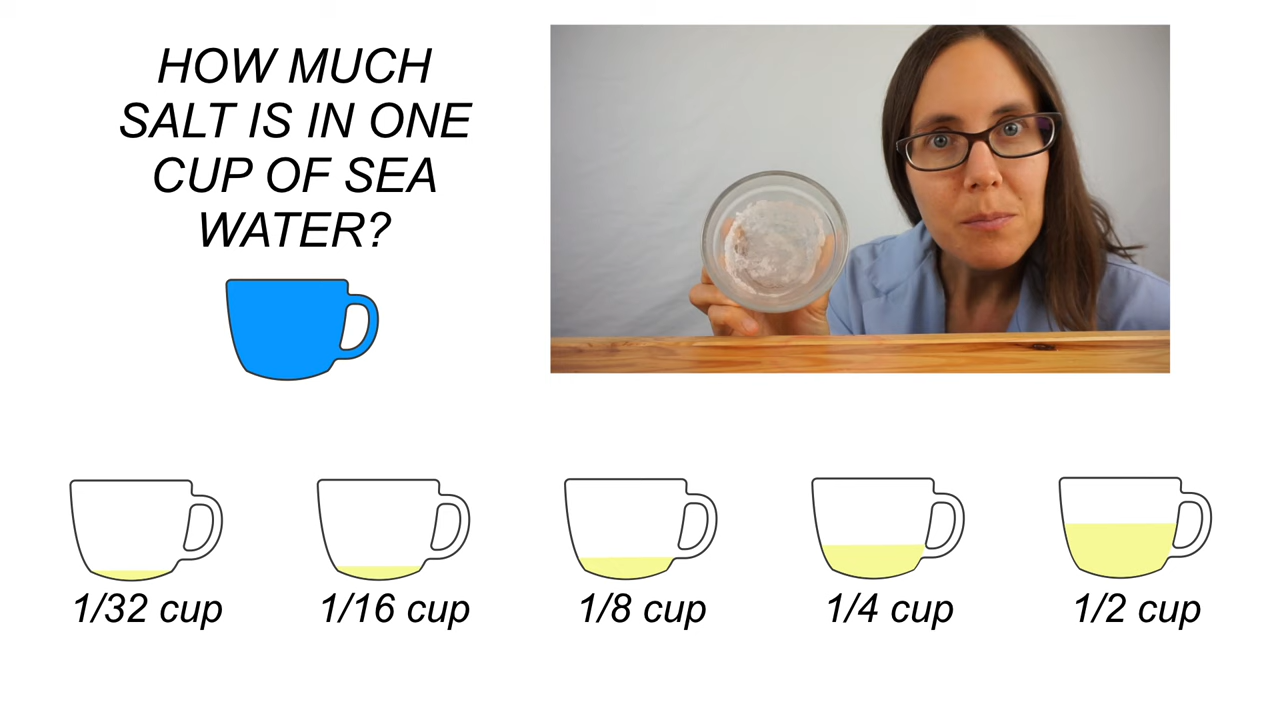 HOW MUCH
SALT IS IN ONE
CUP OF SEA
WATER?
1/32 cup
1/16 cup
1/8 cup
1/4 cup
1/2 cup